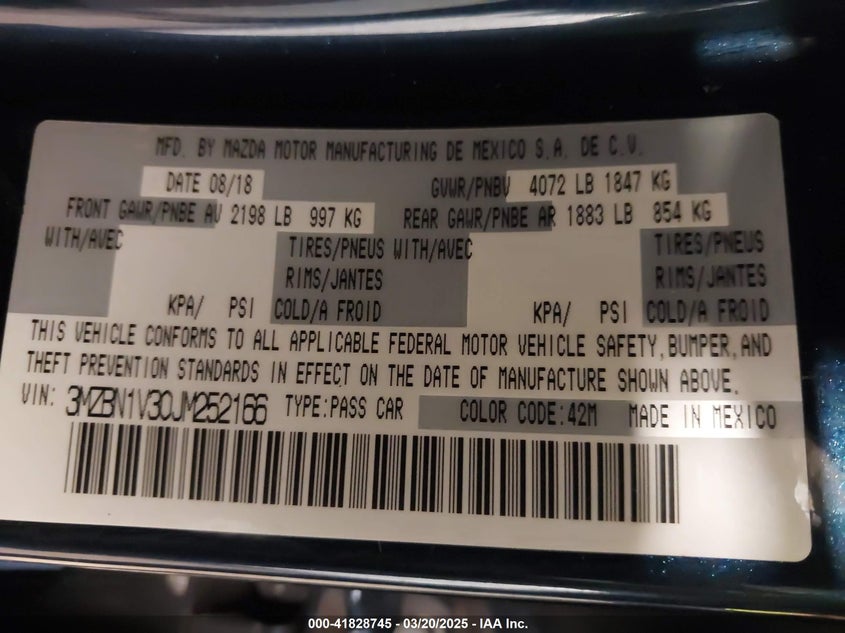 MFD. BY MAZDA MOTOR MANUFACTURING DE MEXICO S.A. DE C.V.
DATE 08/18 GVWR/PNBV 4072 LB 1847 KG
FRONT GAWR/PNBE AV 2198 LB 997 KG REAR GAWR/PNBE AR 1883 LB 854 KG
WITH/AVEC TIRES/PNEUS WITH/AVEC TIRES/PNEUS
RIMS/JANTES RIMS/JANTES
KPA/ PSI COLD/A FROID KPA/ PSI COLD/A FROID
THIS VEHICLE CONFORMS TO ALL APPLICABLE FEDERAL MOTOR VEHICLE SAFETY, BUMPER, AND
THEFT PREVENTION STANDARDS IN EFFECT ON THE DATE OF MANUFACTURE SHOWN ABOVE.
VIN: 3MZBN1V30JM252166 TYPE:PASS CAR COLOR CODE:42M MADE IN MEXICO
000-41828745 - 03/20/2025 - IAA Inc.